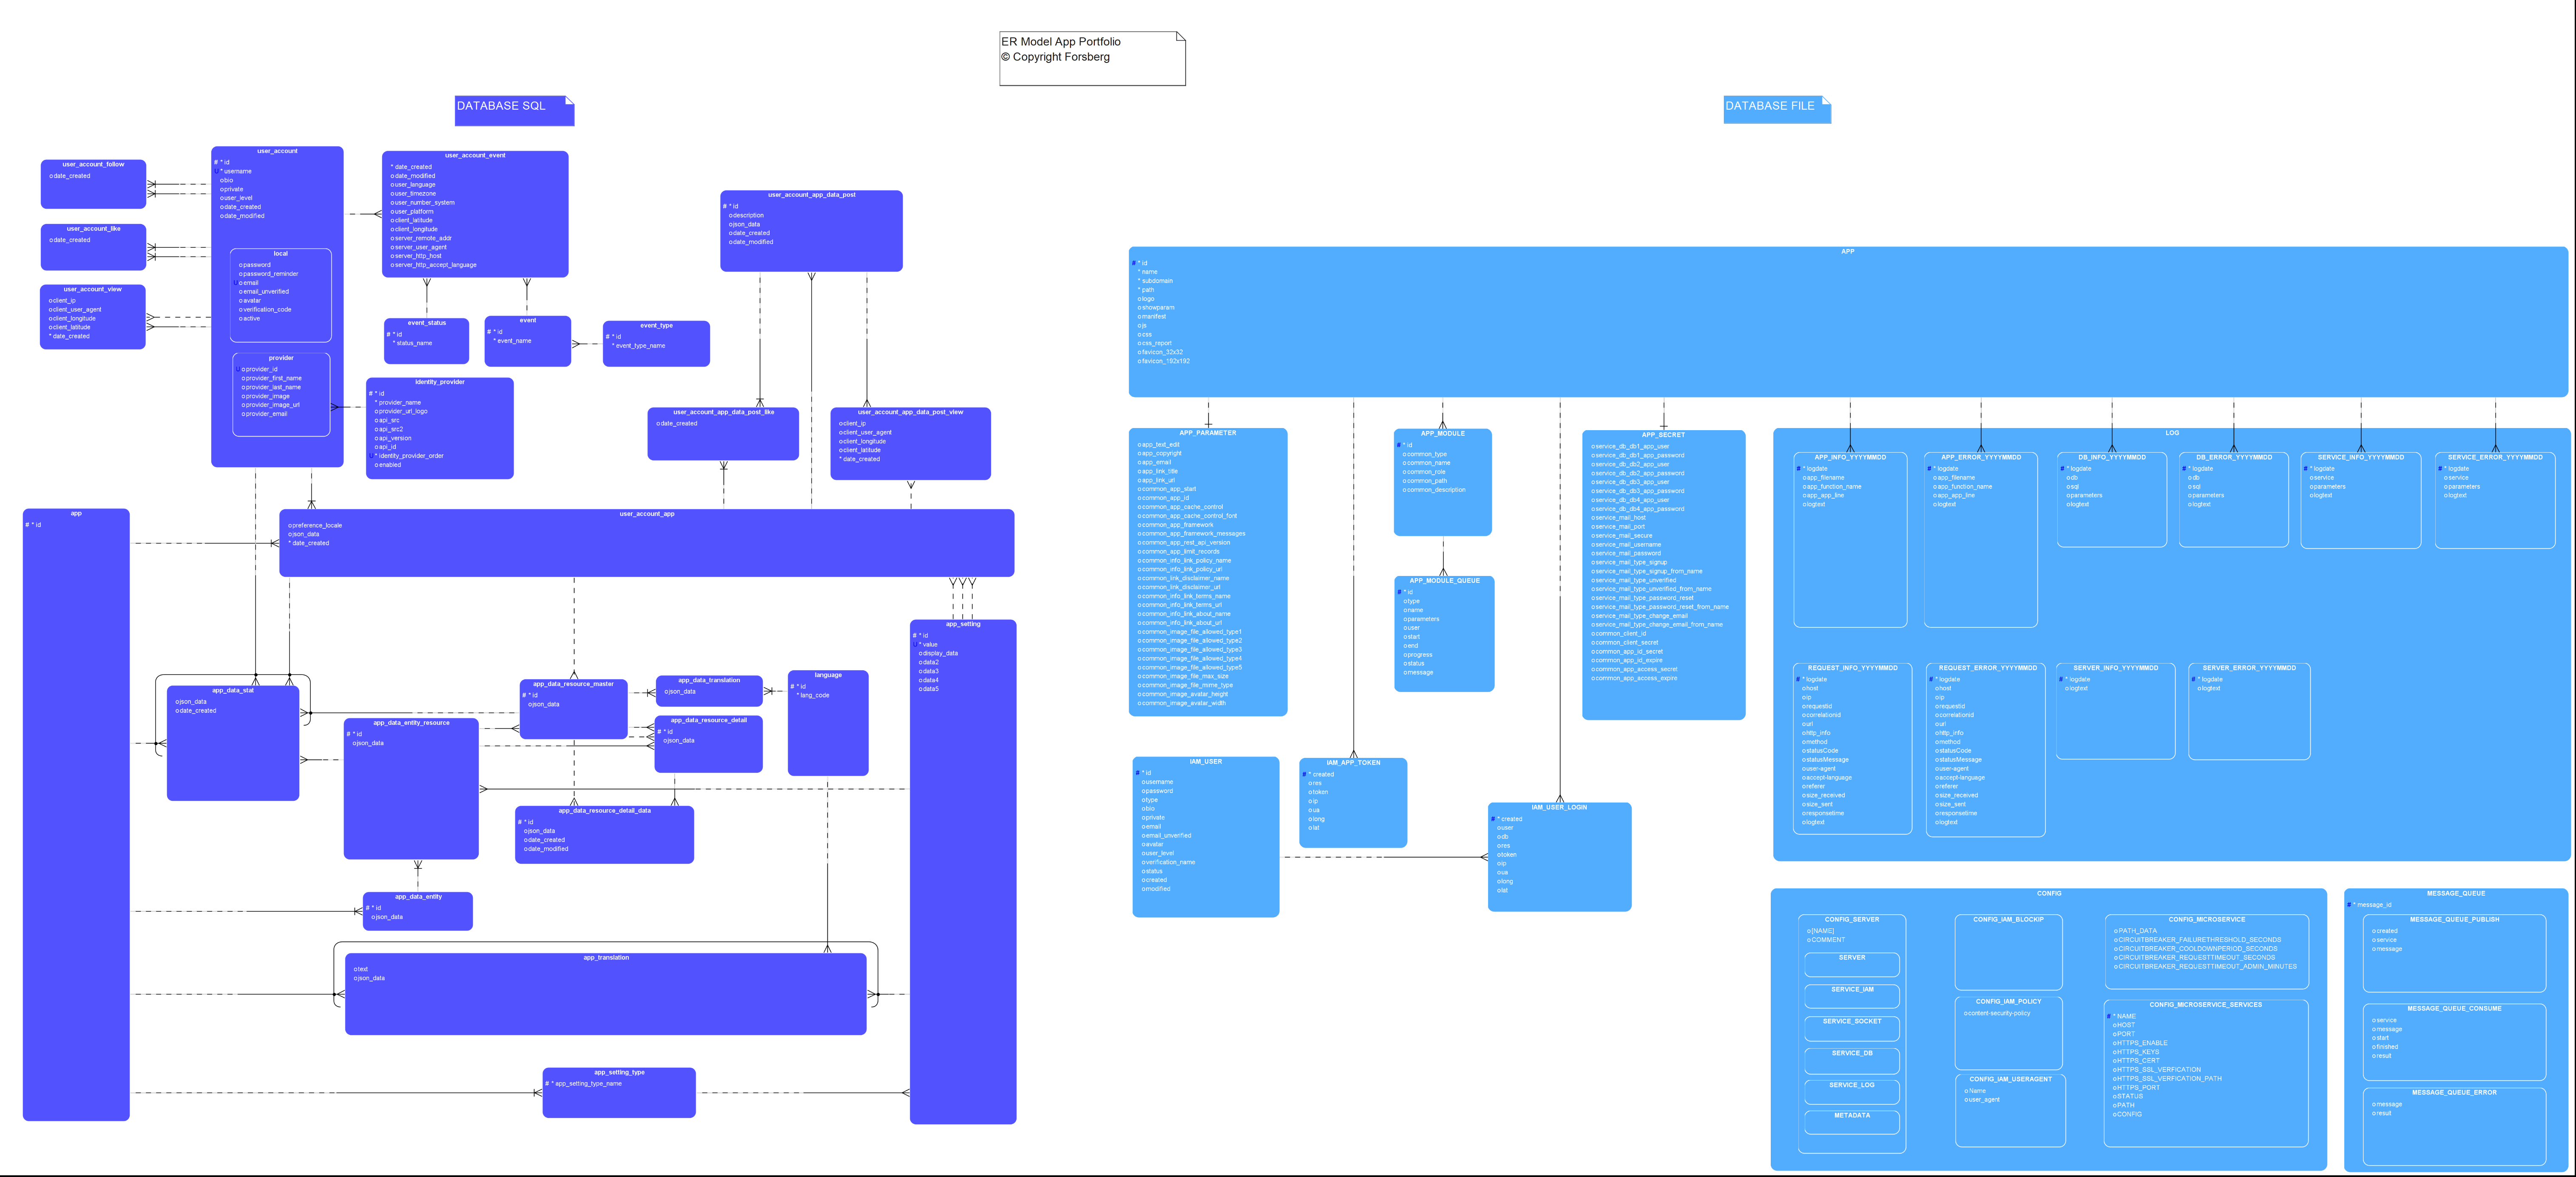 ER Model App Portfolio
© Copyright Forsberg
DATABASE SQL
DATABASE FILE
user_account_follow
o date_created
user_account_like
o date_created
user_account_view
o client_ip
o client_user_agent
o client_longitude
o client_latitude
* date_created
user_account
# * id
U * username
o bio
o private
o user_level
o date_created
o date_modified
local
o password
o password_reminder
U o email
o email_unverified
o avatar
o verification_code
o active
provider
U o provider_id
o provider_first_name
o provider_last_name
o provider_image
o provider_image_url
o provider_email
user_account_event
* date_created
o date_modified
o user_language
o user_timezone
o user_number_system
o user_platform
o client_latitude
o client_longitude
o server_remote_addr
o server_user_agent
o server_http_host
o server_http_accept_language
event_status
# * id
* status_name
event
# * id
* event_name
event_type
# * id
* event_type_name
identity_provider
# * id
* provider_name
o provider_url_logo
o api_src
o api_src2
o api_version
o api_id
U * identity_provider_order
o enabled
user_account_app_data_post
# * id
o description
o json_data
o date_created
o date_modified
user_account_app_data_post_like
o date_created
user_account_app_data_post_view
o client_ip
o client_user_agent
o client_longitude
o client_latitude
* date_created
app
# * id
user_account_app
o preference_locale
o json_data
* date_created
app_setting
# * id
U * value
o display_data
o data2
o data3
o data4
o data5
app_data_stat
o json_data
o date_created
app_data_resource_master
# * id
o json_data
app_data_translation
o json_data
language
# * id
* lang_code
app_data_entity_resource
# * id
o json_data
app_data_resource_detail
# * id
o json_data
app_data_resource_detail_data
# * id
o json_data
o date_created
o date_modified
app_data_entity
# * id
o json_data
app_translation
o text
o json_data
app_setting_type
# * app_setting_type_name
APP
# * id
* name
* subdomain
* path
o logo
o showparam
o manifest
o js
o css
o css_report
o favicon_32x32
o favicon_192x192
APP_PARAMETER
o app_text_edit
o app_copyright
o app_email
o app_link_title
o app_link_url
o common_app_start
o common_app_id
o common_app_cache_control
o common_app_cache_control_font
o common_app_framework
o common_app_framework_messages
o common_app_rest_api_version
o common_app_limit_records
o common_info_link_policy_name
o common_info_link_policy_url
o common_link_disclaimer_name
o common_link_disclaimer_url
o common_info_link_terms_name
o common_info_link_terms_url
o common_info_link_about_name
o common_info_link_about_url
o common_image_file_allowed_type1
o common_image_file_allowed_type2
o common_image_file_allowed_type3
o common_image_file_allowed_type4
o common_image_file_allowed_type5
o common_image_file_max_size
o common_image_file_mime_type
o common_image_avatar_height
o common_image_avatar_width
APP_MODULE
# * id
o common_type
o common_name
o common_role
o common_path
o common_description
APP_MODULE_QUEUE
# * id
o type
o name
o parameters
o user
o start
o end
o progress
o status
o message
APP_SECRET
o service_db_db1_app_user
o service_db_db1_app_password
o service_db_db2_app_user
o service_db_db2_app_password
o service_db_db3_app_user
o service_db_db3_app_password
o service_db_db4_app_user
o service_db_db4_app_password
o service_mail_host
o service_mail_port
o service_mail_secure
o service_mail_username
o service_mail_password
o service_mail_type_signup
o service_mail_type_signup_from_name
o service_mail_type_unverified
o service_mail_type_unverified_from_name
o service_mail_type_password_reset
o service_mail_type_password_reset_from_name
o service_mail_type_change_email
o service_mail_type_change_email_from_name
o common_client_id
o common_client_secret
o common_app_id_secret
o common_app_id_expire
o common_app_access_secret
o common_app_access_expire
LOG
APP_INFO_YYYYMMDD
# * logdate
o app_filename
o app_function_name
o app_app_line
o logtext
APP_ERROR_YYYYMMDD
# * logdate
o app_filename
o app_function_name
o app_app_line
o logtext
DB_INFO_YYYYMMDD
# * logdate
o db
o sql
o parameters
o logtext
DB_ERROR_YYYYMMDD
# * logdate
o db
o sql
o parameters
o logtext
SERVICE_INFO_YYYYMMDD
# * logdate
o service
o parameters
o logtext
SERVICE_ERROR_YYYYMMDD
# * logdate
o service
o parameters
o logtext
REQUEST_INFO_YYYYMMDD
# * logdate
o host
o ip
o requestid
o correlationid
o url
o http_info
o method
o statusCode
o statusMessage
o user-agent
o accept-language
o referer
o size_received
o size_sent
o responsetime
o logtext
REQUEST_ERROR_YYYYMMDD
# * logdate
o host
o ip
o requestid
o correlationid
o url
o http_info
o method
o statusCode
o statusMessage
o user-agent
o accept-language
o referer
o size_received
o size_sent
o responsetime
o logtext
SERVER_INFO_YYYYMMDD
# * logdate
o logtext
SERVER_ERROR_YYYYMMDD
# * logdate
o logtext
IAM_USER
# * id
o username
o password
o type
o bio
o private
o email
o email_unverified
o avatar
o user_level
o verification_name
o status
o created
o modified
IAM_APP_TOKEN
# * created
o res
o token
o ip
o ua
o long
o lat
IAM_USER_LOGIN
# * created
o user
o db
o res
o token
o ip
o ua
o long
o lat
CONFIG
CONFIG_SERVER
o [NAME]
o COMMENT
SERVER
SERVICE_IAM
SERVICE_SOCKET
SERVICE_DB
SERVICE_LOG
METADATA
CONFIG_IAM_BLOCKIP
CONFIG_IAM_POLICY
o content-security-policy
CONFIG_IAM_USERAGENT
o Name
o user_agent
CONFIG_MICROSERVICE
o PATH_DATA
o CIRCUITBREAKER_FAILURETHRESHOLD_SECONDS
o CIRCUITBREAKER_COOLDOWNPERIOD_SECONDS
o CIRCUITBREAKER_REQUESTTIMEOUT_SECONDS
o CIRCUITBREAKER_REQUESTTIMEOUT_ADMIN_MINUTES
CONFIG_MICROSERVICE_SERVICES
# * NAME
o HOST
o PORT
o HTTPS_ENABLE
o HTTPS_KEYS
o HTTPS_CERT
o HTTPS_SSL_VERFICATION
o HTTPS_SSL_VERFICATION_PATH
o HTTPS_PORT
o STATUS
o PATH
o CONFIG
MESSAGE_QUEUE
# * message_id
MESSAGE_QUEUE_PUBLISH
o created
o service
o message
MESSAGE_QUEUE_CONSUME
o service
o message
o start
o finished
o result
MESSAGE_QUEUE_ERROR
o message
o result